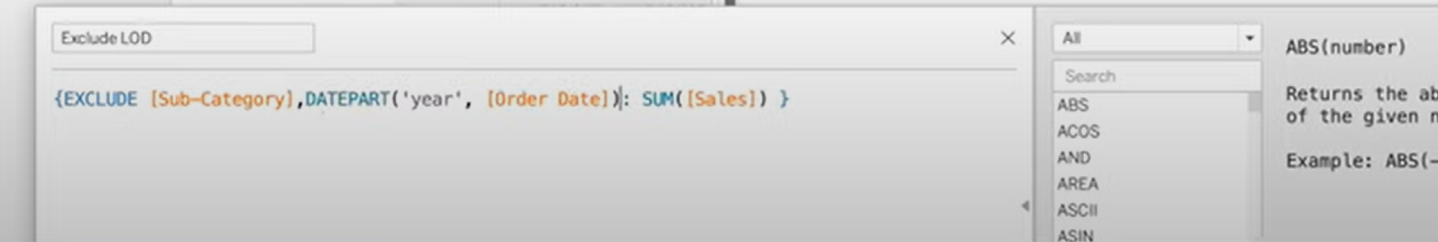 Exclude LOD
{EXCLUDE [Sub-Category],DATEPART('year', [Order Date]): SUM([Sales]) }
All
Search
ABS
ACOS
AND
AREA
ASCII
ASIN
ABS(number)
Returns the ab
of the given n
Example: ABS(-